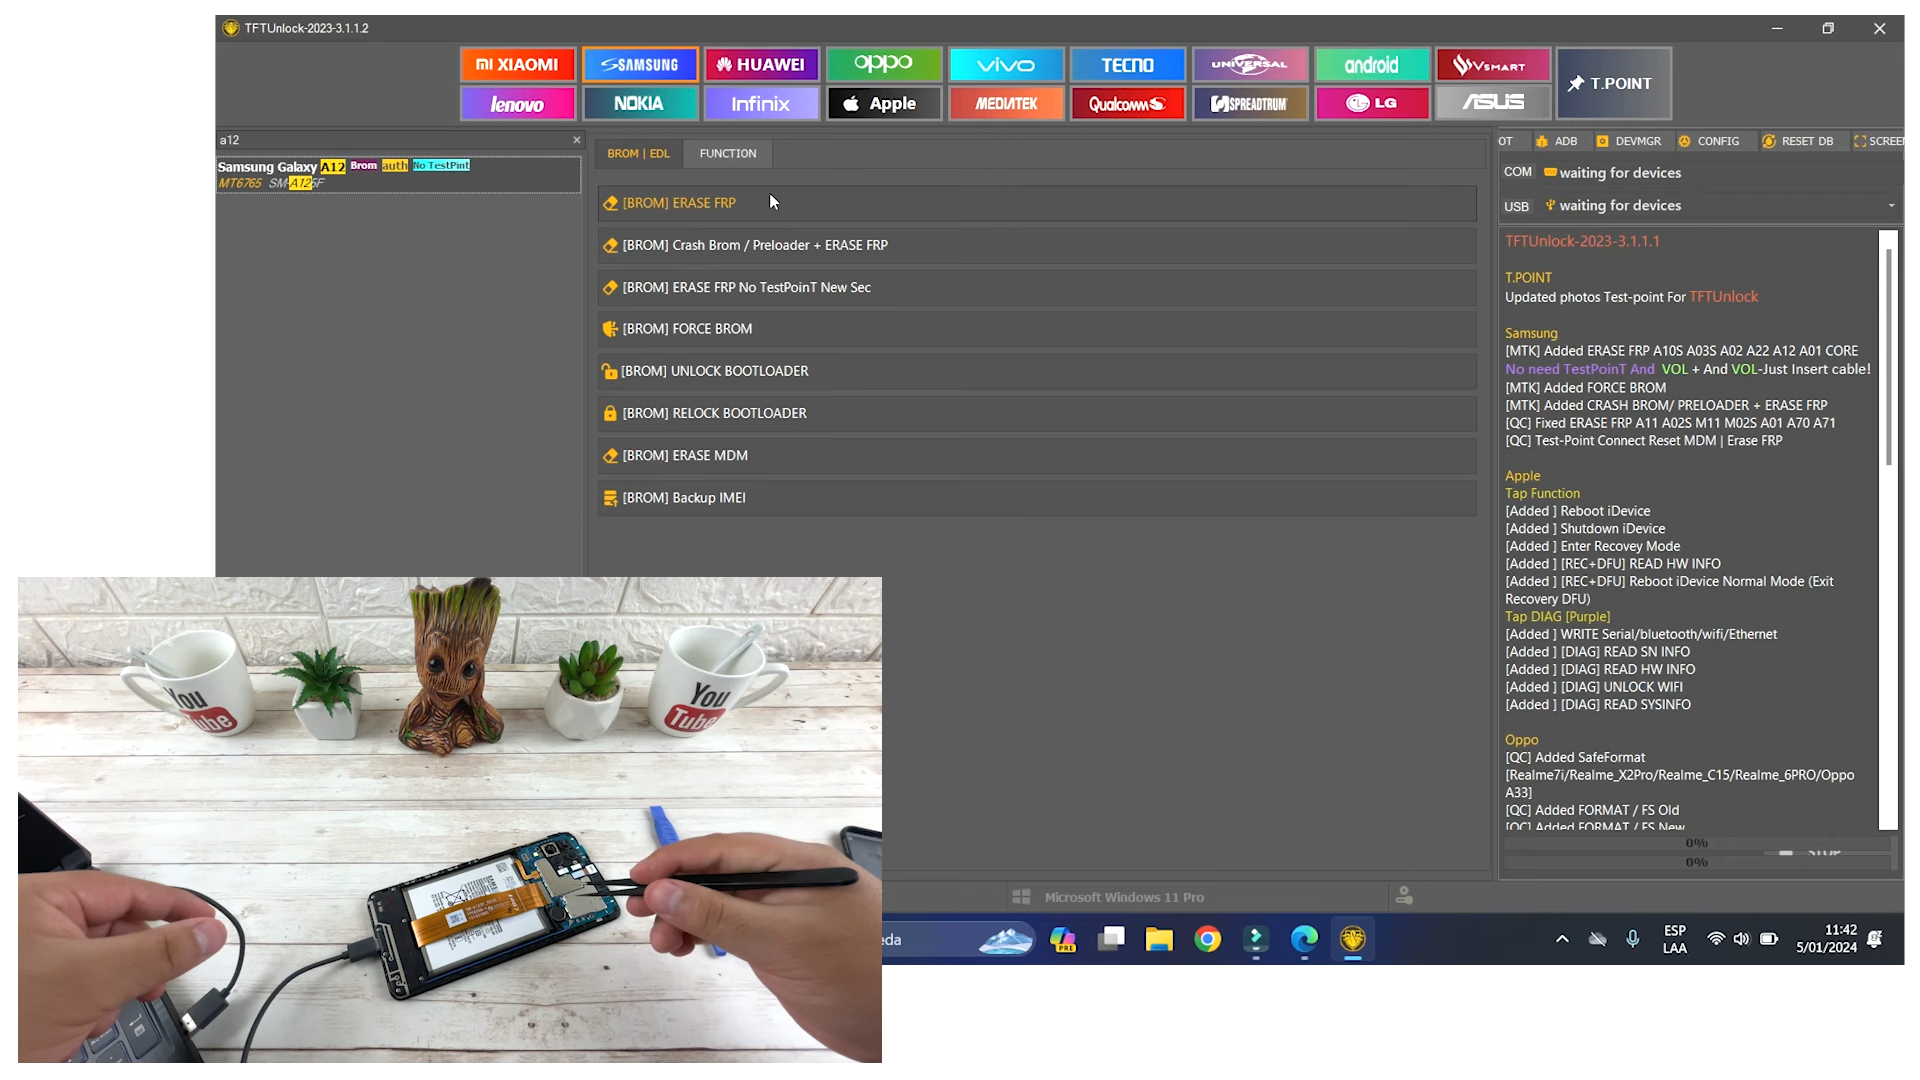 TFTUnlock-2023-3.1.1.2
XIAOMI
SAMSUNG
HUAWEI
oppo
vivo
TECNO
UNIVERSAL
android
VSMART
T.POINT
lenovo
NOKIA
Infinix
Apple
MEDIATEK
Qualcomm
SPREADTRUM
LG
ASUS
a12
Samsung Galaxy A12 Brom auth No TestPint
MT6765 SM-A125F
BROM | EDL
FUNCTION
[BROM] ERASE FRP
[BROM] Crash Brom / Preloader + ERASE FRP
[BROM] ERASE FRP No TestPoinT New Sec
[BROM] FORCE BROM
[BROM] UNLOCK BOOTLOADER
[BROM] RELOCK BOOTLOADER
[BROM] ERASE MDM
[BROM] Backup IMEI
OT ADB DEVMGR CONFIG RESET DB SCREE
COM waiting for devices
USB waiting for devices
TFTUnlock-2023-3.1.1.1
T.POINT
Updated photos Test-point For TFTUnlock
Samsung
[MTK] Added ERASE FRP A10S A03S A02 A22 A12 A01 CORE
No need TestPoinT And VOL + And VOL-Just Insert cable!
[MTK] Added FORCE BROM
[MTK] Added CRASH BROM/ PRELOADER + ERASE FRP
[QC] Fixed ERASE FRP A11 A02S M11 M02S A01 A70 A71
[QC] Test-Point Connect Reset MDM | Erase FRP
Apple
Tap Function
[Added ] Reboot iDevice
[Added ] Shutdown iDevice
[Added ] Enter Recovey Mode
[Added ] [REC+DFU] READ HW INFO
[Added ] [REC+DFU] Reboot iDevice Normal Mode (Exit
Recovery DFU)
Tap DIAG [Purple]
[Added ] WRITE Serial/bluetooth/wifi/Ethernet
[Added ] [DIAG] READ SN INFO
[Added ] [DIAG] READ HW INFO
[Added ] [DIAG] UNLOCK WIFI
[Added ] [DIAG] READ SYSINFO
Oppo
[QC] Added SafeFormat
[Realme7i/Realme_X2Pro/Realme_C15/Realme_6PRO/Oppo
A33]
[QC] Added FORMAT / FS Old
[QC] Added FORMAT / FS New
0%
STOP
0%
Microsoft Windows 11 Pro
eda
PRE
ESP
LAA
11:42
5/01/2024
You
Tube
You
Tube